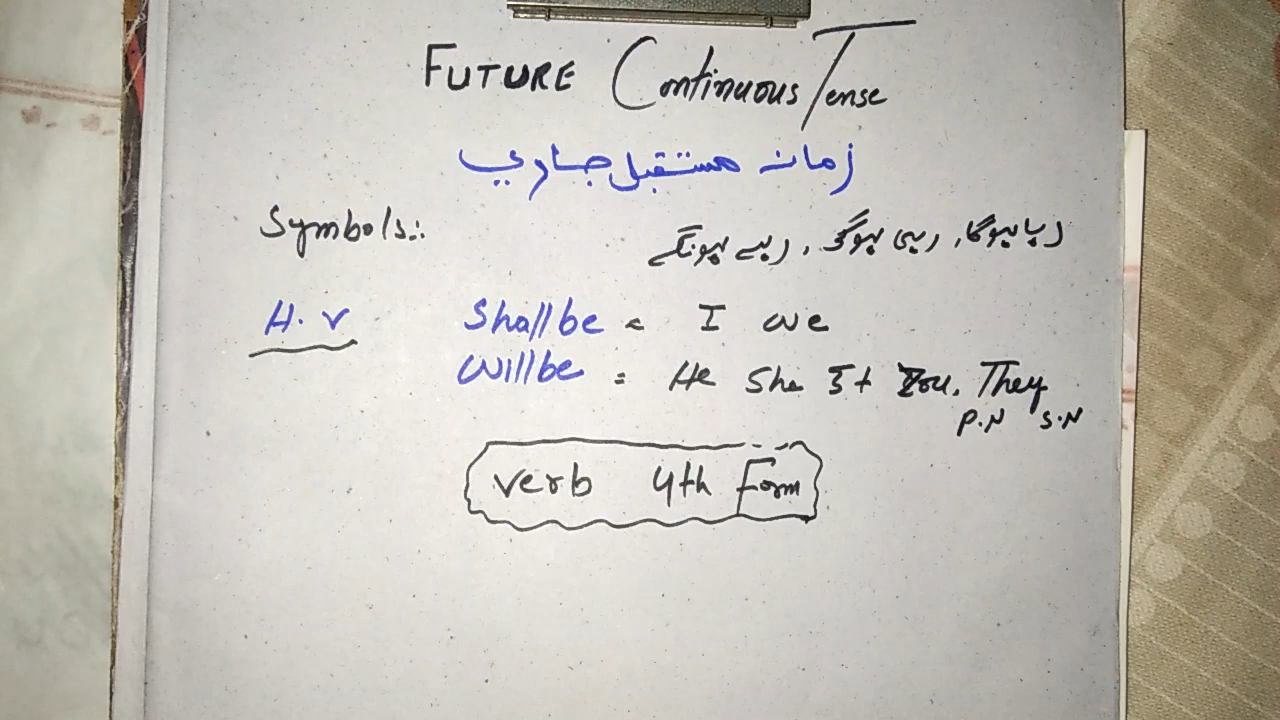 FUTURE Continuous Tense
زمانہ مستقبل جاري
Symbols:.
رہا ہوگا، رہی ہوگی، رہے ہونگے
H. V Shall be = I we
will be = He She It You. They
P.N S.N
verb 4th Form